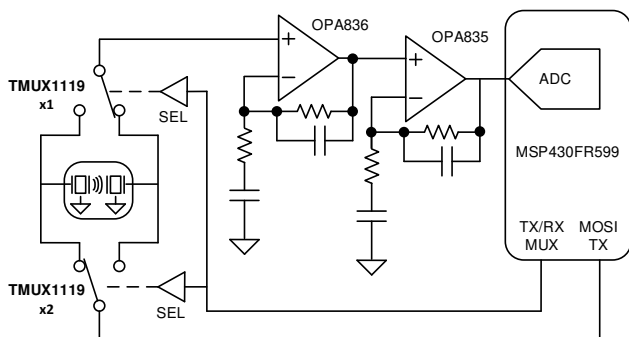 OPA836
OPA835
+
−
+
−
ADC
TMUX1119
x1
SEL
MSP430FR599
TX/RX
MUX
MOSI
TX
TMUX1119
x2
SEL